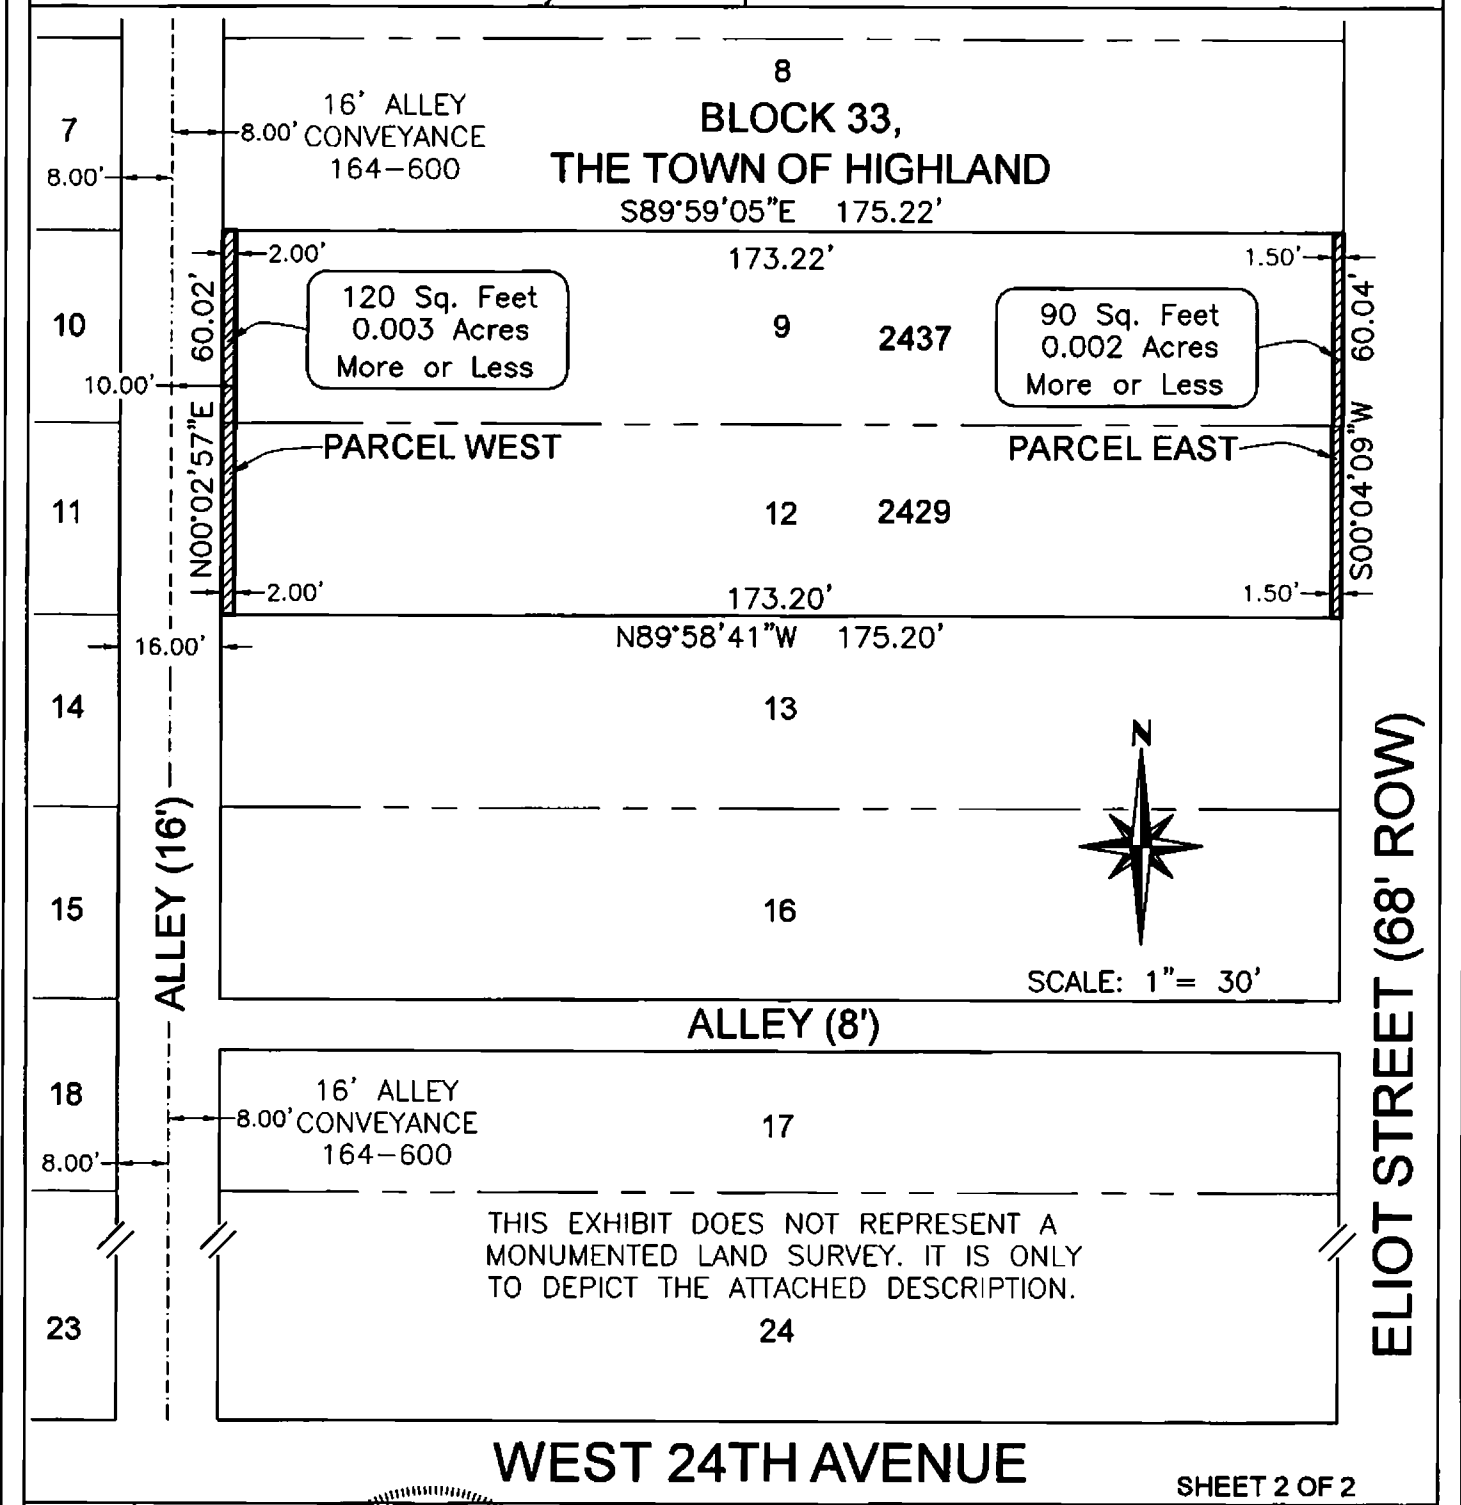 8
BLOCK 33,
THE TOWN OF HIGHLAND
7
16' ALLEY
CONVEYANCE
164-600
8.00'
8.00'
S89°59'05"E 175.22'
2.00'
173.22'
1.50'
120 Sq. Feet
0.003 Acres
More or Less
90 Sq. Feet
0.002 Acres
More or Less
10
9
2437
N00°02'57"E 60.02'
S00°04'09"W 60.04'
10.00'
PARCEL WEST
PARCEL EAST
11
12
2429
2.00'
173.20'
1.50'
16.00'
N89°58'41"W 175.20'
14
13
N
15
16
SCALE: 1"= 30'
ALLEY (16')
ALLEY (8')
ELIOT STREET (68' ROW)
18
16' ALLEY
CONVEYANCE
164-600
8.00'
8.00'
17
THIS EXHIBIT DOES NOT REPRESENT A
MONUMENTED LAND SURVEY. IT IS ONLY
TO DEPICT THE ATTACHED DESCRIPTION.
23
24
WEST 24TH AVENUE
SHEET 2 OF 2